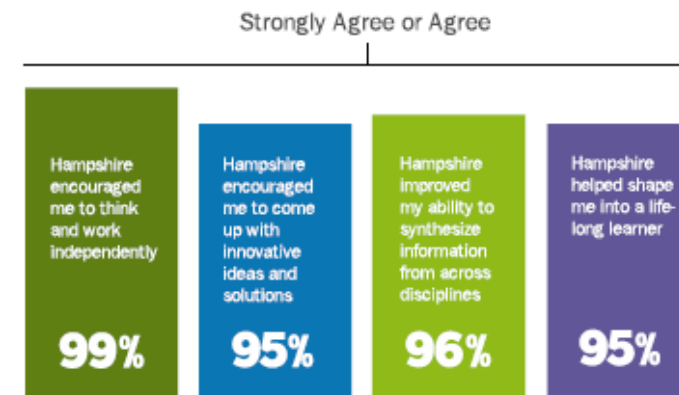 Strongly Agree or Agree
Hampshire
encouraged
me to think
and work
independently
99%
Hampshire
encouraged
me to come
up with
innovative
ideas and
solutions
95%
Hampshire
improved
my ability to
synthesize
information
from across
disciplines
96%
Hampshire
helped shape
me into a life-
long learner
95%